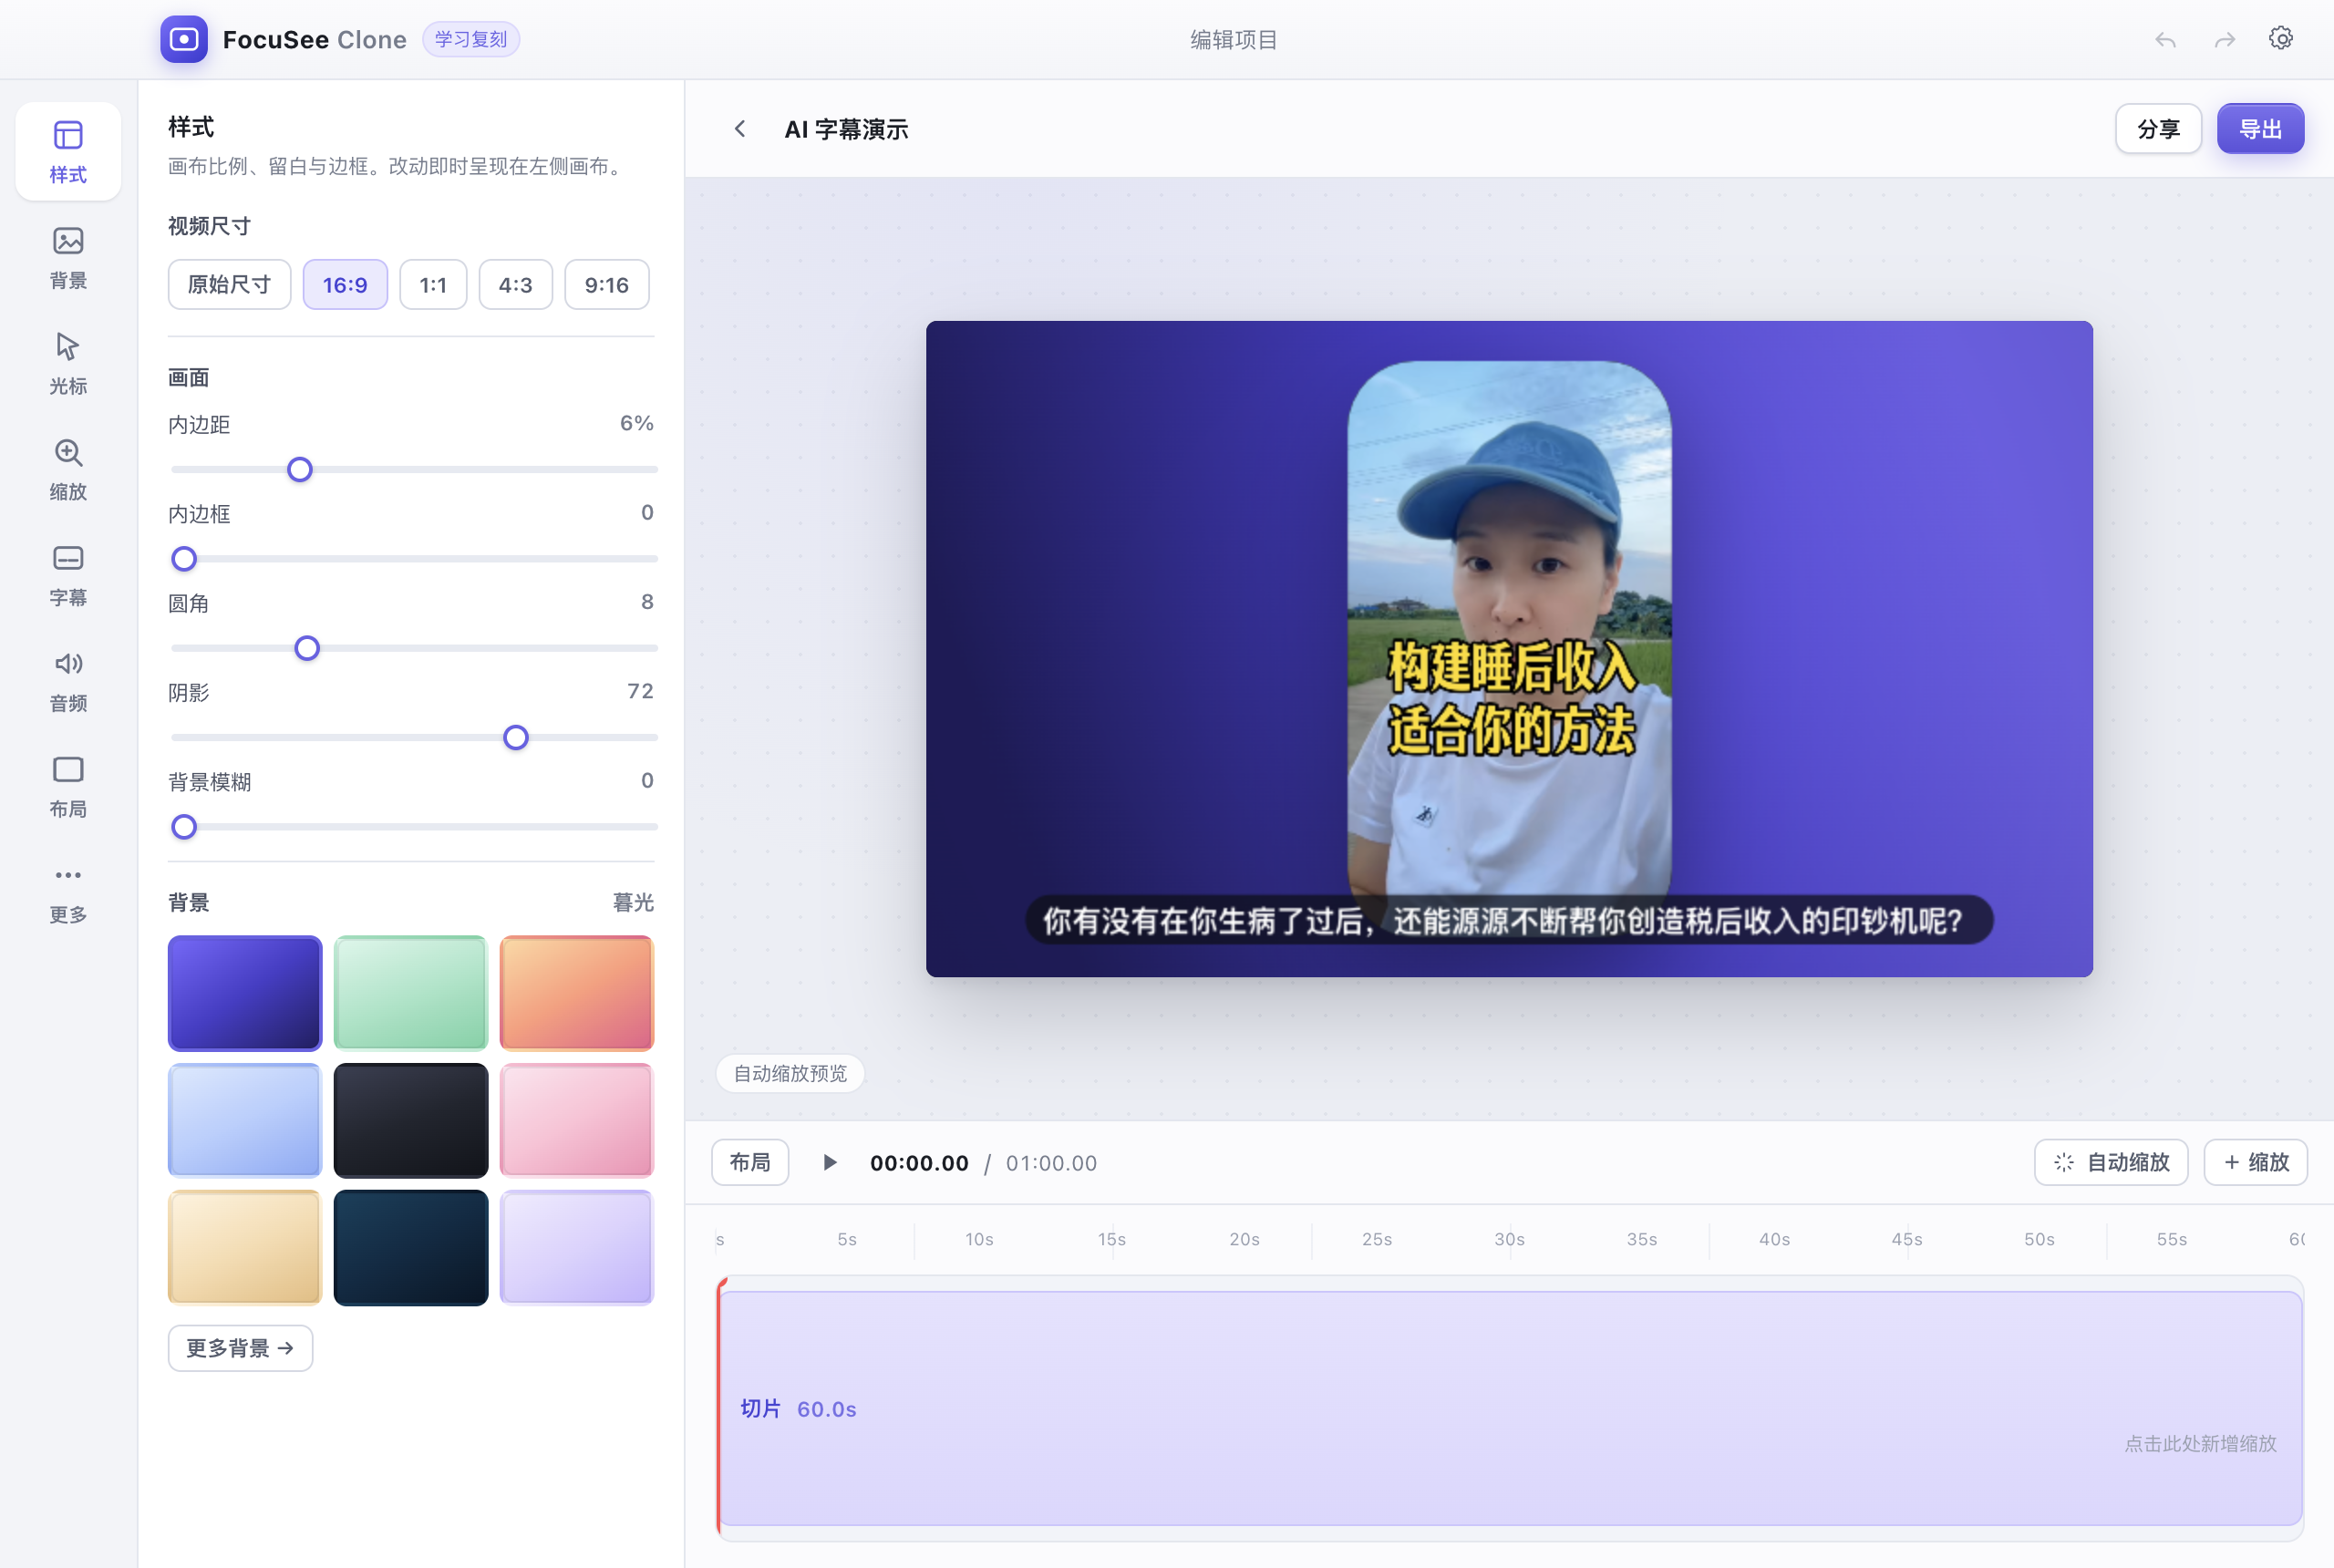 FocuSee Clone 学习复刻
编辑项目
样式
背景
光标
缩放
字幕
音频
布局
更多
样式
画布比例、留白与边框。改动即时呈现在左侧画布。
视频尺寸
原始尺寸 16:9 1:1 4:3 9:16
画面
内边距 6%
内边框 0
圆角 8
阴影 72
背景模糊 0
背景 暮光
更多背景 →
AI 字幕演示
分享 导出
构建睡后收入
适合你的方法
你有没有在你生病了过后，还能源源不断帮你创造税后收入的印钞机呢？
自动缩放预览
布局 00:00.00 / 01:00.00 自动缩放 + 缩放
s 5s 10s 15s 20s 25s 30s 35s 40s 45s 50s 55s 60
切片 60.0s
点击此处新增缩放